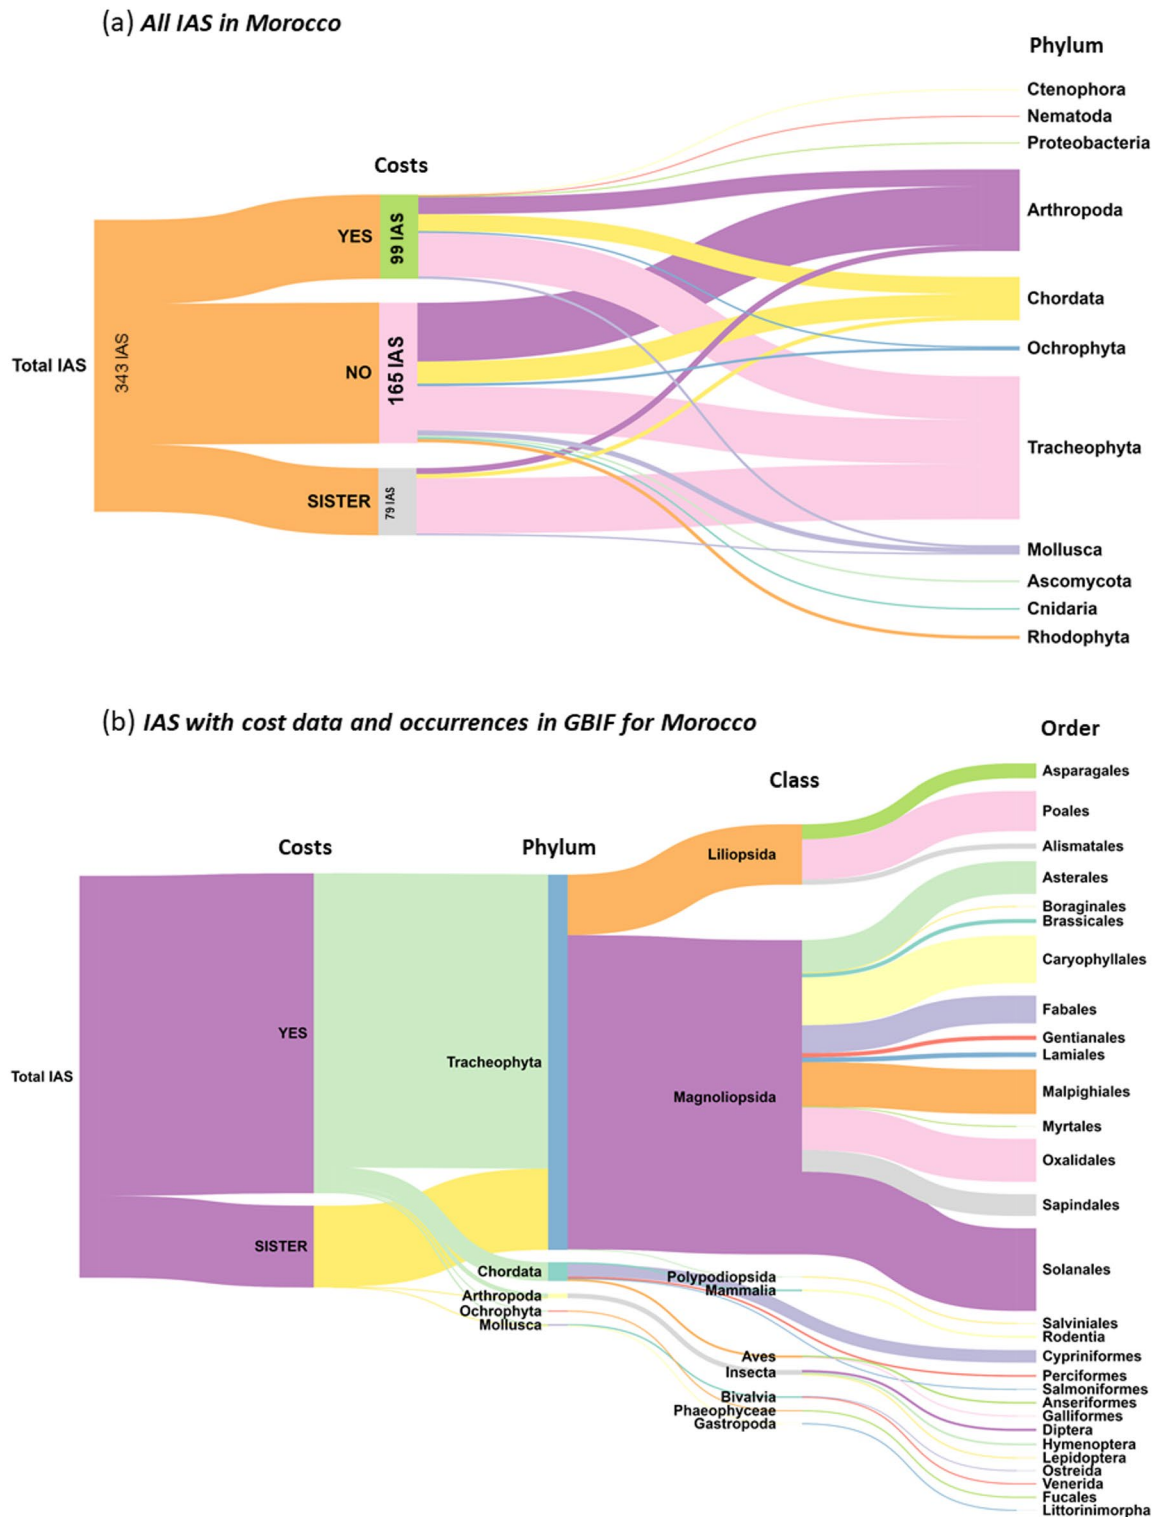 (a) All IAS in Morocco
Phylum
Ctenophora
Nematoda
Proteobacteria
Costs
Arthropoda
YES
99 IAS
Chordata
Ochrophyta
Total IAS
343 IAS
NO
165 IAS
Tracheophyta
SISTER
79 IAS
Mollusca
Ascomycota
Cnidaria
Rhodophyta
(b) IAS with cost data and occurrences in GBIF for Morocco
Order
Class
Costs
Phylum
Asparagales
Poales
Liliopsida
Alismatales
Asterales
Boraginales
Brassicales
Caryophyllales
Fabales
YES
Gentianales
Lamiales
Tracheophyta
Total IAS
Malpighiales
Magnoliopsida
Myrtales
Oxalidales
Sapindales
SISTER
Solanales
Chordata
Polypodiopsida
Mammalia
Arthropoda
Ochrophyta
Mollusca
Salviniales
Rodentia
Aves
Cypriniformes
Insecta
Perciformes
Salmoniformes
Bivalvia
Anseriformes
Phaeophyceae
Galliformes
Gastropoda
Diptera
Hymenoptera
Lepidoptera
Ostreida
Venerida
Fucales
Littorinimorpha